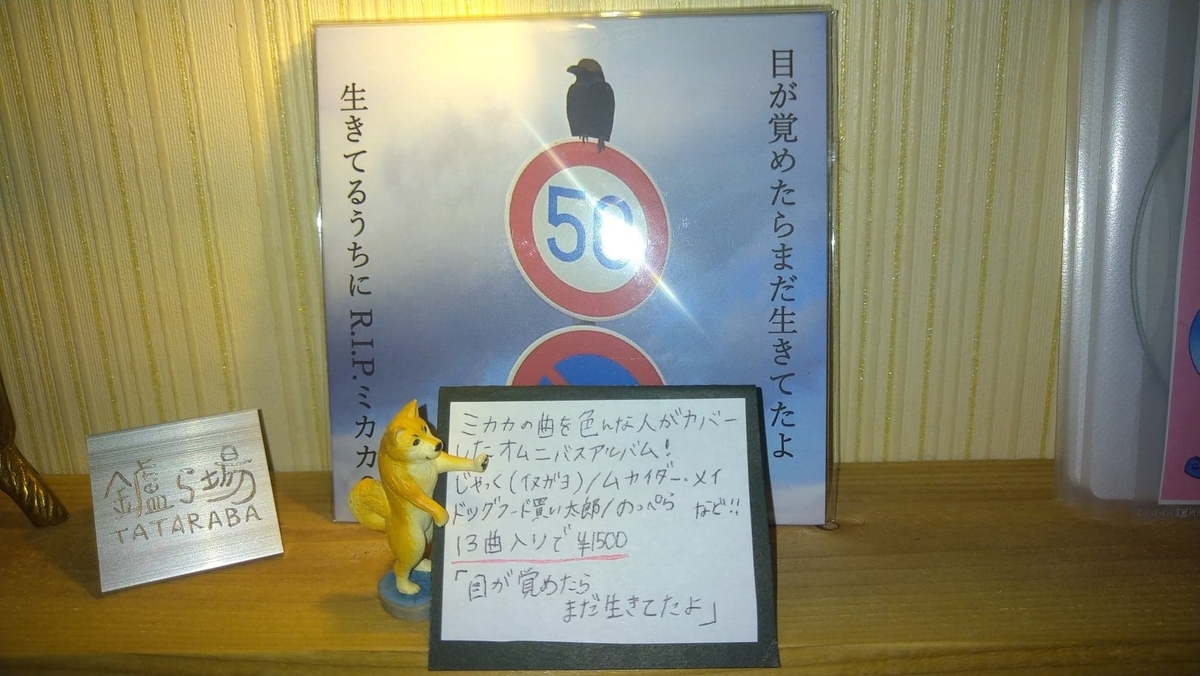 目が覚めたらまだ生きてたよ
生きてるうちに R.I.P.ミカカ
50
鑪ら場
TATARABA
ミカカの曲を色んな人がカバー
したオムニバスアルバム!
じゃっく(イヌガヨ)/ムカイダー・メイ
ドッグフード買い太郎/のっぺら など!!
13曲入りで ¥1500
「目が覚めたら
まだ生きてたよ」